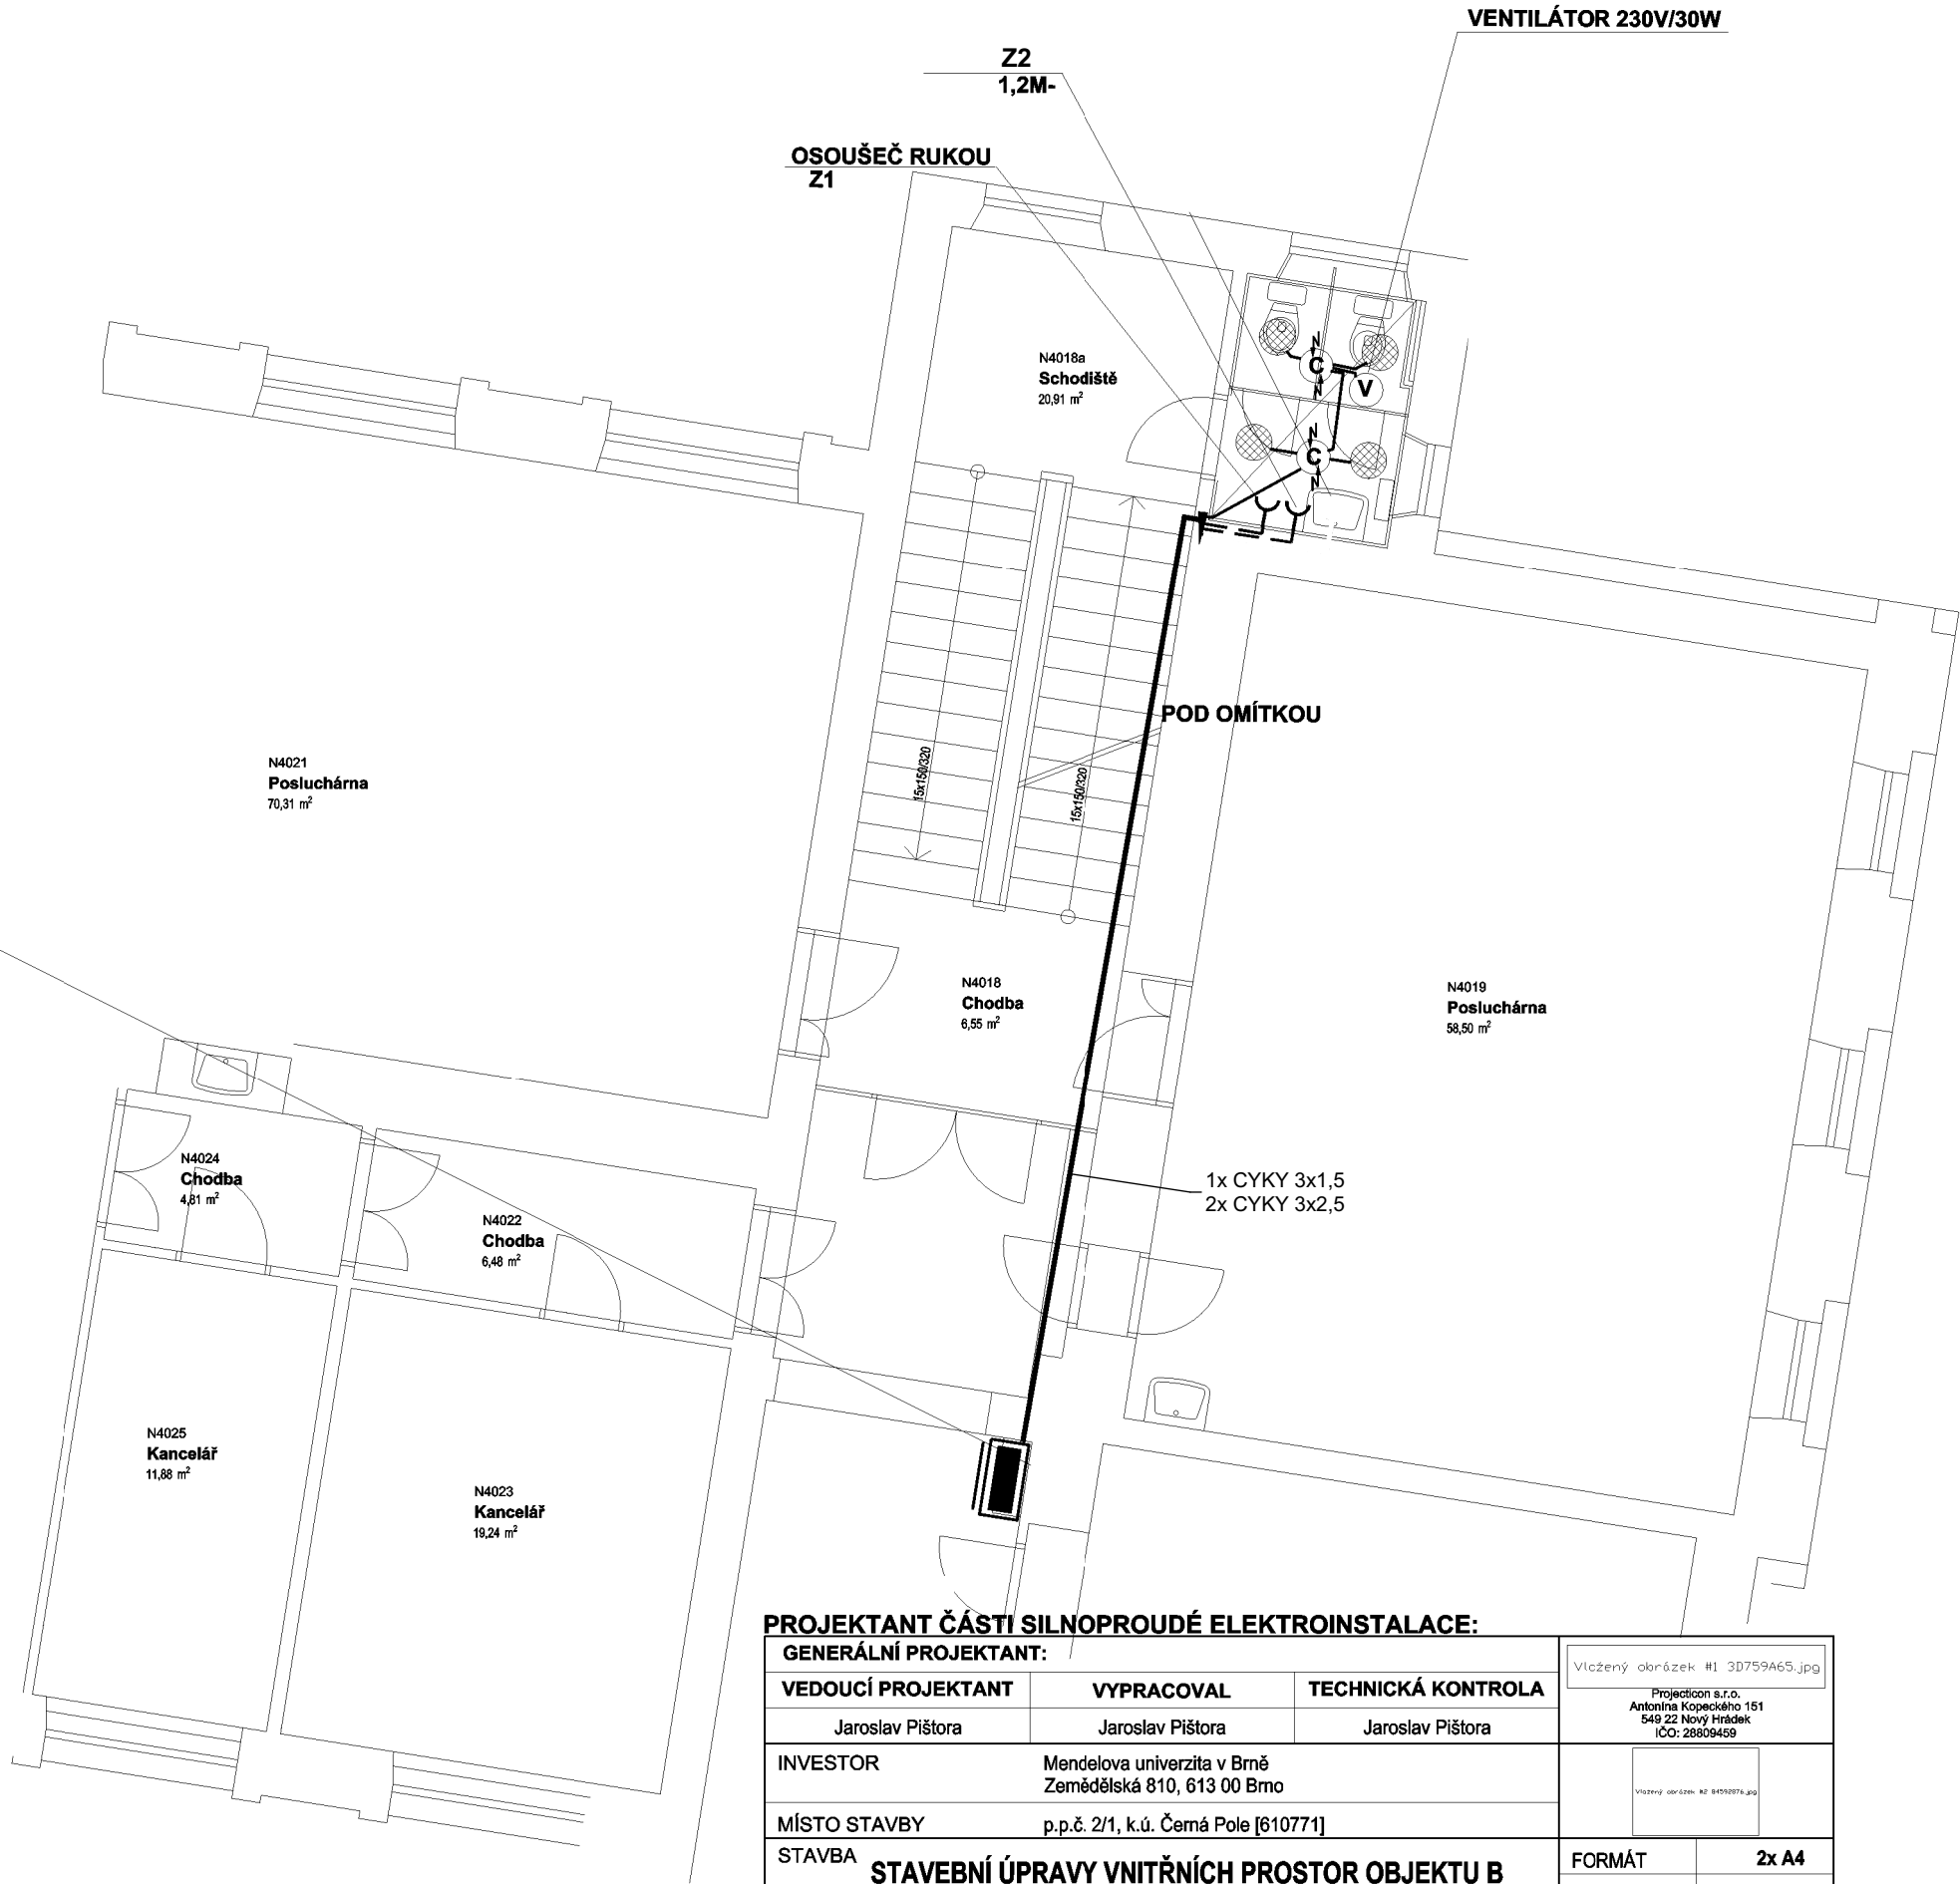 VENTILÁTOR 230V/30W
Z2
1,2M-
OSOUŠEČ RUKOU
Z1
N4018a
Schodiště
20,91 m²
N
C
N
V
N
C
N
POD OMÍTKOU
15x150/320
15x150/320
N4021
Posluchárna
70,31 m²
N4018
Chodba
6,55 m²
N4019
Posluchárna
58,50 m²
N4024
Chodba
4,81 m²
1x CYKY 3x1,5
2x CYKY 3x2,5
N4022
Chodba
6,48 m²
N4025
Kancelář
11,88 m²
N4023
Kancelář
19,24 m²
PROJEKTANT ČÁSTI SILNOPROUDÉ ELEKTROINSTALACE:
GENERÁLNÍ PROJEKTANT:
VEDOUCÍ PROJEKTANT
VYPRACOVAL
TECHNICKÁ KONTROLA
Jaroslav Pištora
Jaroslav Pištora
Jaroslav Pištora
Vložený obrázek #1 3D759A65.jpg
Projecticon s.r.o.
Antonína Kopeckého 151
549 22 Nový Hrádek
IČO: 28809459
INVESTOR
Mendelova univerzita v Brně
Zemědělská 810, 613 00 Brno
Vložený obrázek #2 84592876.jpg
MÍSTO STAVBY
p.p.č. 2/1, k.ú. Černá Pole [610771]
STAVBA
STAVEBNÍ ÚPRAVY VNITŘNÍCH PROSTOR OBJEKTU B
FORMÁT
2x A4